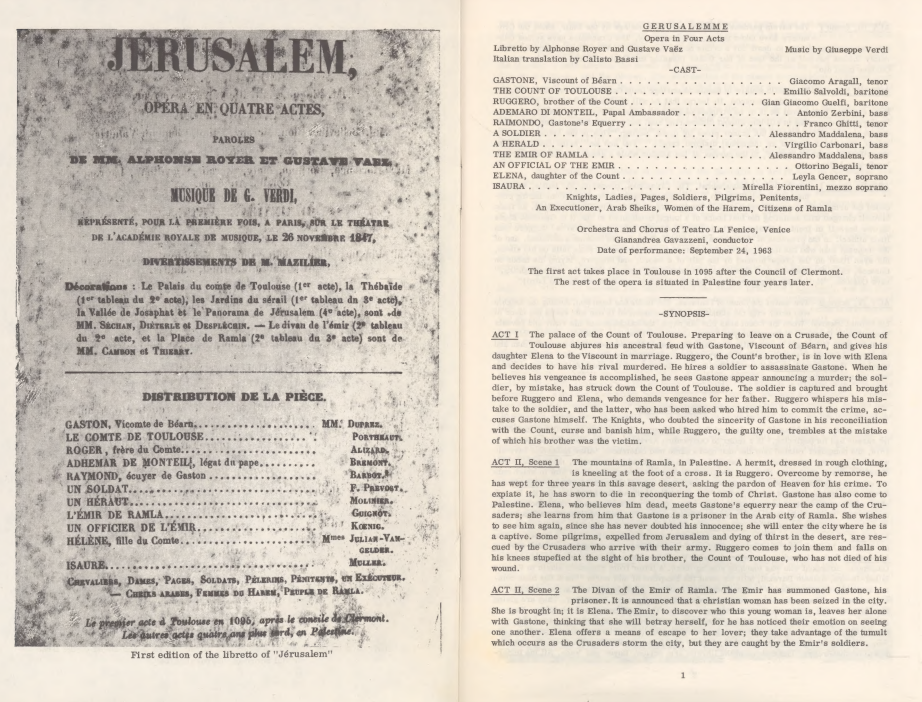 JÉRUSALEM,
OPÉRA EN QUATRE ACTES,
PAROLES
DE MM. ALPHONSE ROYER ET GUSTAVE VAEZ,
MUSIQUE DE G. VERDI,
REPRÉSENTÉ, POUR LA PREMIÈRE FOIS, A PARIS, SUR LE THÉATRE
DE L'ACADÉMIE ROYALE DE MUSIQUE, LE 26 NOVEMBRE 1847,
DIVERTISSEMENTS DE M. MAZILIER,
Décorations : Le Palais du comte de Toulouse (1er acte), la Thébaïde
(1er tableau du 2e acte), les Jardins du sérail (1er tableau du 3e acte),
la Vallée de Josaphat et le Panorama de Jérusalem (4e acte), sont de
MM. SÉCHAN, DIETERLE et DESPLÉCHIN. — Le divan de l'émir (2e tableau
du 2e acte, et la Place de Ramla (2e tableau du 3e acte) sont de
MM. CAMBON et THIERRY.
DISTRIBUTION DE LA PIÈCE.
GASTON, Vicomte de Béarn........................ MM. DUPREZ.
LE COMTE DE TOULOUSE........................ PORTHEAUT.
ROGER, frère du Comte........................ ALIZARD.
ADHEMAR DE MONTEIL, légat du pape........................ BREMONT.
RAYMOND, écuyer de Gaston........................ BARBOT.
UN SOLDAT........................ F. PREVOST.
UN HÉRAUT........................ MOLINIER.
L'ÉMIR DE RAMLA........................ GUIGNOT.
UN OFFICIER DE L'ÉMIR........................ KŒNIG.
HÉLÈNE, fille du Comte........................ Mmes JULIAN-VAN-
GELDER.
ISAURE........................ MULLER.
CHEVALIERS, DAMES, PAGES, SOLDATS, PÈLERINS, PÉNITENTS, UN EXÉCUTEUR.
— CHEIKS ARABES, FEMMES DU HAREM, PEUPLE DE RAMLA.
Le premier acte à Toulouse en 1095, après le concile de Clermont.
Les autres actes quatre ans plus tard, en Palestine.
First edition of the libretto of "Jérusalem"
GERUSALEMME
Opera in Four Acts
Libretto by Alphonse Royer and Gustave Vaëz Music by Giuseppe Verdi
Italian translation by Calisto Bassi
-CAST-
GASTONE, Viscount of Béarn . . . . . . . . . . . . Giacomo Aragall, tenor
THE COUNT OF TOULOUSE . . . . . . . . . . . . Emilio Salvoldi, baritone
RUGGERO, brother of the Count . . . . . . . . . . . . Gian Giacomo Guelfi, baritone
ADEMARO DI MONTEIL, Papal Ambassador . . . . . . . . . . . . Antonio Zerbini, bass
RAIMONDO, Gastone's Equerry . . . . . . . . . . . . Franco Ghitti, tenor
A SOLDIER . . . . . . . . . . . . Alessandro Maddalena, bass
A HERALD . . . . . . . . . . . . Virgilio Carbonari, bass
THE EMIR OF RAMLA . . . . . . . . . . . . Alessandro Maddalena, bass
AN OFFICIAL OF THE EMIR . . . . . . . . . . . . Ottorino Begali, tenor
ELENA, daughter of the Count . . . . . . . . . . . . Leyla Gencer, soprano
ISAURA . . . . . . . . . . . . Mirella Fiorentini, mezzo soprano
Knights, Ladies, Pages, Soldiers, Pilgrims, Penitents,
An Executioner, Arab Sheiks, Women of the Harem, Citizens of Ramla
Orchestra and Chorus of Teatro La Fenice, Venice
Gianandrea Gavazzeni, conductor
Date of performance: September 24, 1963
The first act takes place in Toulouse in 1095 after the Council of Clermont.
The rest of the opera is situated in Palestine four years later.
-SYNOPSIS-
ACT I The palace of the Count of Toulouse. Preparing to leave on a Crusade, the Count of
Toulouse abjures his ancestral feud with Gastone, Viscount of Béarn, and gives his
daughter Elena to the Viscount in marriage. Ruggero, the Count's brother, is in love with Elena
and decides to have his rival murdered. He hires a soldier to assassinate Gastone. When he
believes his vengeance is accomplished, he sees Gastone appear announcing a murder; the sol-
dier, by mistake, has struck down the Count of Toulouse. The soldier is captured and brought
before Ruggero and Elena, who demands vengeance for her father. Ruggero whispers his mis-
take to the soldier, and the latter, who has been asked who hired him to commit the crime, ac-
cuses Gastone himself. The Knights, who doubted the sincerity of Gastone in his reconciliation
with the Count, curse and banish him, while Ruggero, the guilty one, trembles at the mistake
of which his brother was the victim.
ACT II, Scene 1 The mountains of Ramla, in Palestine. A hermit, dressed in rough clothing,
is kneeling at the foot of a cross. It is Ruggero. Overcome by remorse, he
has wept for three years in this savage desert, asking the pardon of Heaven for his crime. To
expiate it, he has sworn to die in reconquering the tomb of Christ. Gastone has also come to
Palestine. Elena, who believes him dead, meets Gastone's equerry near the camp of the Cru-
saders; she learns from him that Gastone is a prisoner in the Arab city of Ramla. She wishes
to see him again, since she has never doubted his innocence; she will enter the city where he is
a captive. Some pilgrims, expelled from Jerusalem and dying of thirst in the desert, are res-
cued by the Crusaders who arrive with their army. Ruggero comes to join them and falls on
his knees stupefied at the sight of his brother, the Count of Toulouse, who has not died of his
wound.
ACT II, Scene 2 The Divan of the Emir of Ramla. The Emir has summoned Gastone, his
prisoner. It is announced that a christian woman has been seized in the city.
She is brought in; it is Elena. The Emir, to discover who this young woman is, leaves her alone
with Gastone, thinking that she will betray herself, for he has noticed their emotion on seeing
one another. Elena offers a means of escape to her lover; they take advantage of the tumult
which occurs as the Crusaders storm the city, but they are caught by the Emir's soldiers.
1